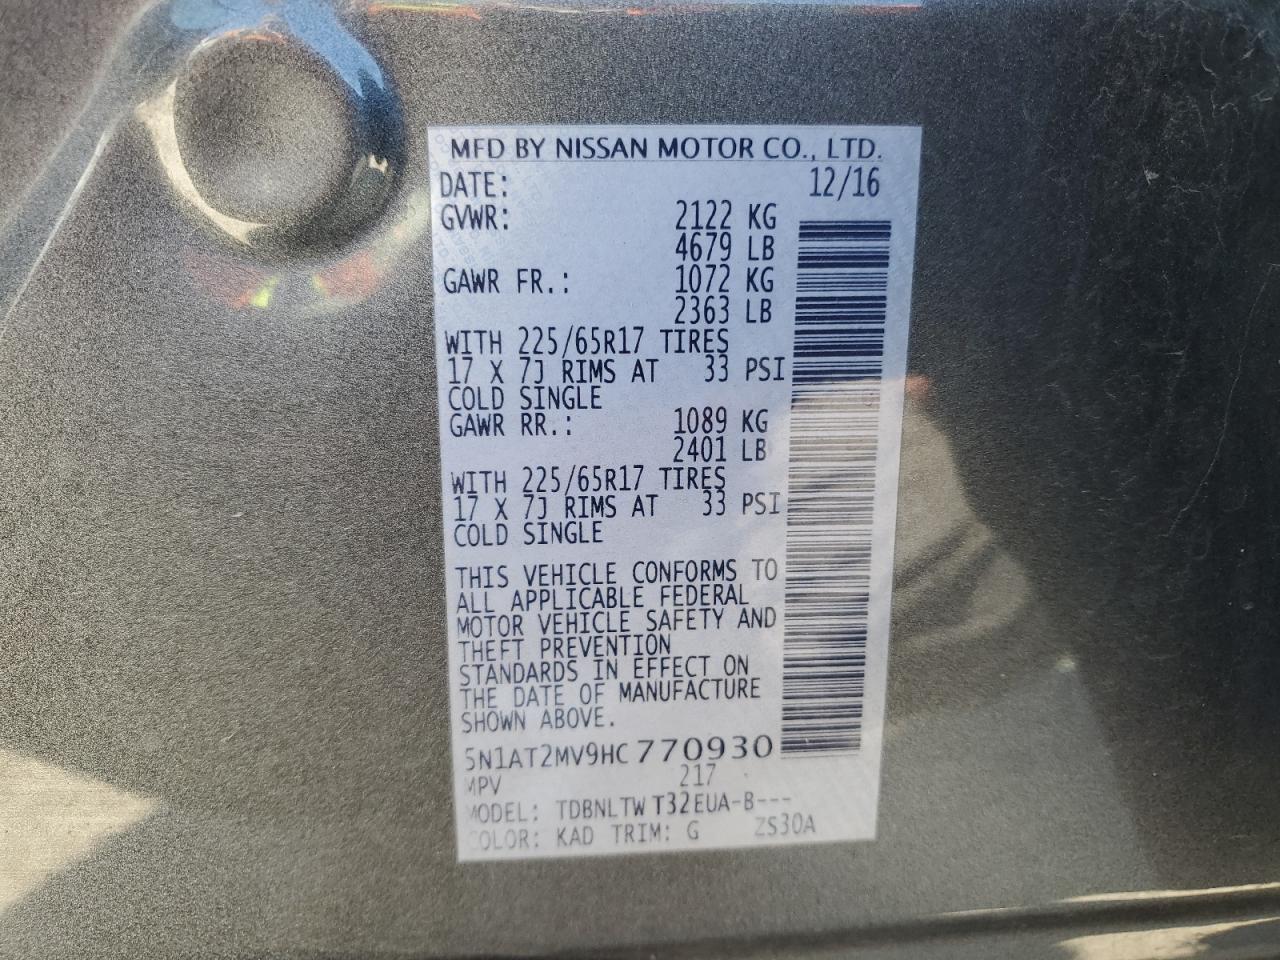 MFD BY NISSAN MOTOR CO., LTD.
DATE: 12/16
GVWR: 2122 KG
4679 LB
GAWR FR.: 1072 KG
2363 LB
WITH 225/65R17 TIRES
17 X 7J RIMS AT 33 PSI
COLD SINGLE
GAWR RR.: 1089 KG
2401 LB
WITH 225/65R17 TIRES
17 X 7J RIMS AT 33 PSI
COLD SINGLE
THIS VEHICLE CONFORMS TO
ALL APPLICABLE FEDERAL
MOTOR VEHICLE SAFETY AND
THEFT PREVENTION
STANDARDS IN EFFECT ON
THE DATE OF MANUFACTURE
SHOWN ABOVE.
5N1AT2MV9HC770930
MPV 217
MODEL: TDBNLTW T32EUA-B---
COLOR: KAD TRIM: G ZS30A